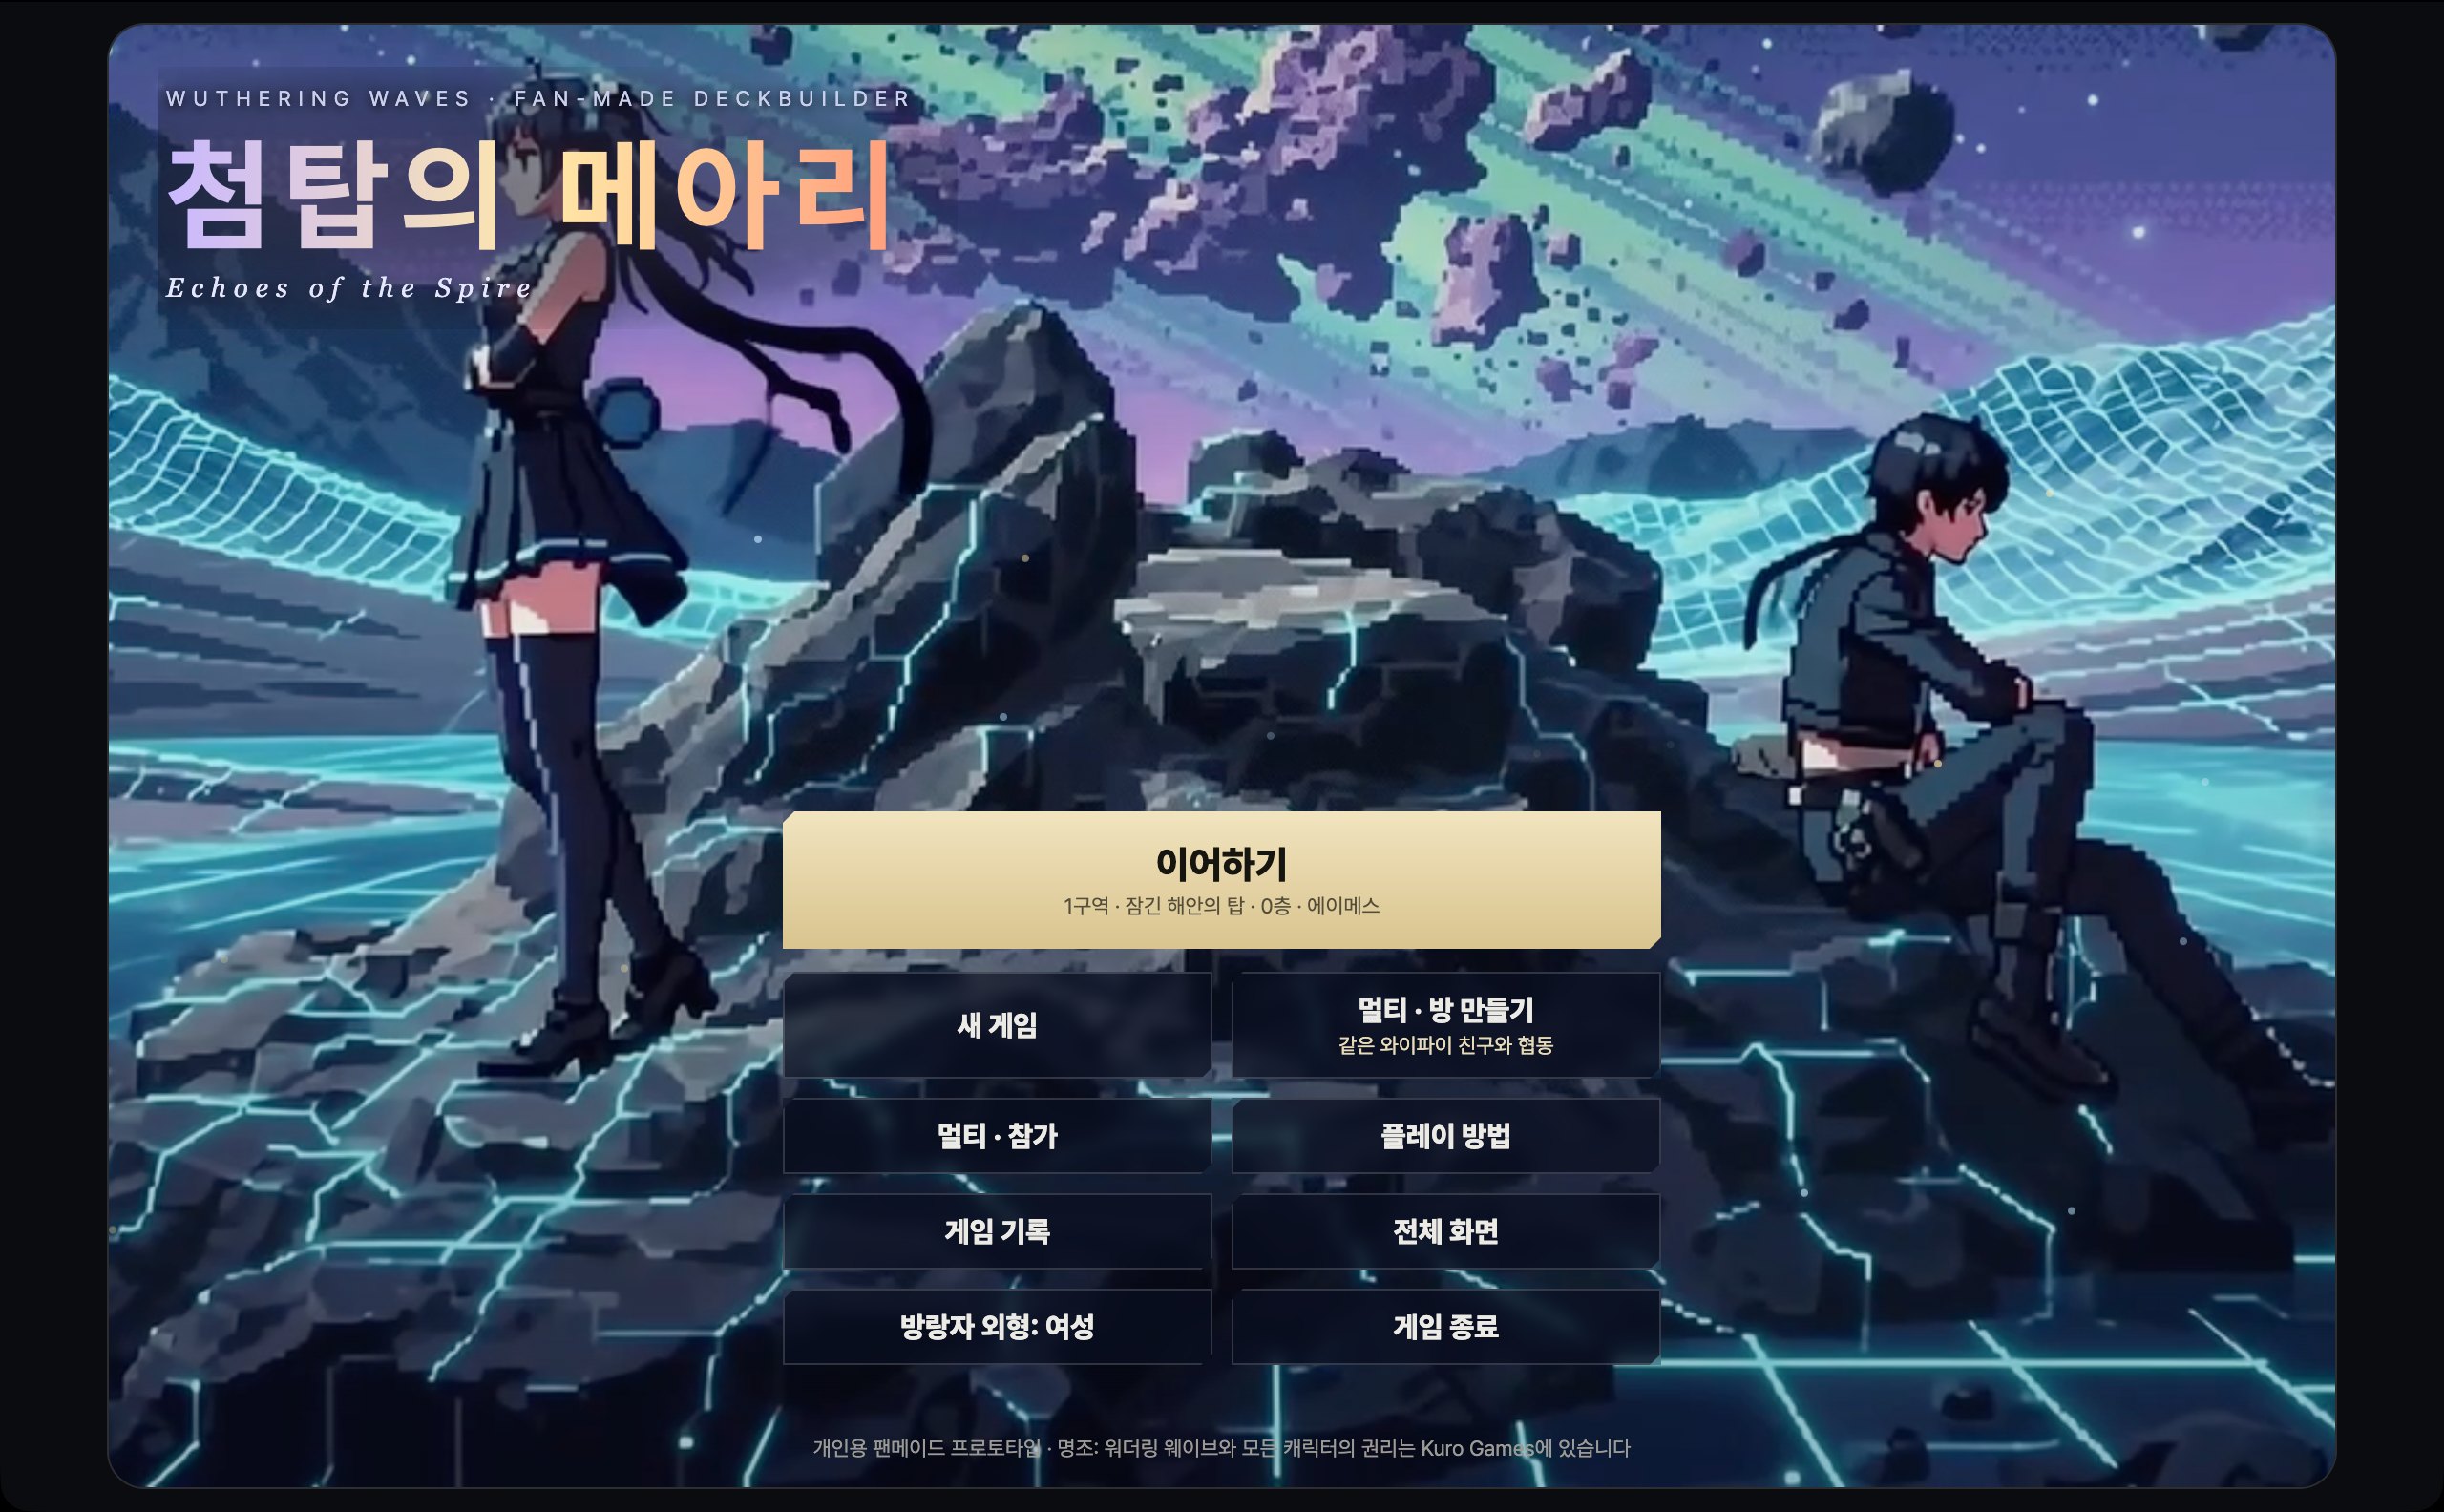 WUTHERING WAVES · FAN-MADE DECKBUILDER
첨탑의 메아리
Echoes of the Spire
이어하기
1구역 · 잠긴 해안의 탑 · 0층 · 에이메스
새 게임
멀티 · 방 만들기
같은 와이파이 친구와 협동
멀티 · 참가
플레이 방법
게임 기록
전체 화면
방랑자 외형: 여성
게임 종료
개인용 팬메이드 프로토타입 · 명조: 워더링 웨이브와 모든 캐릭터의 권리는 Kuro Games에 있습니다